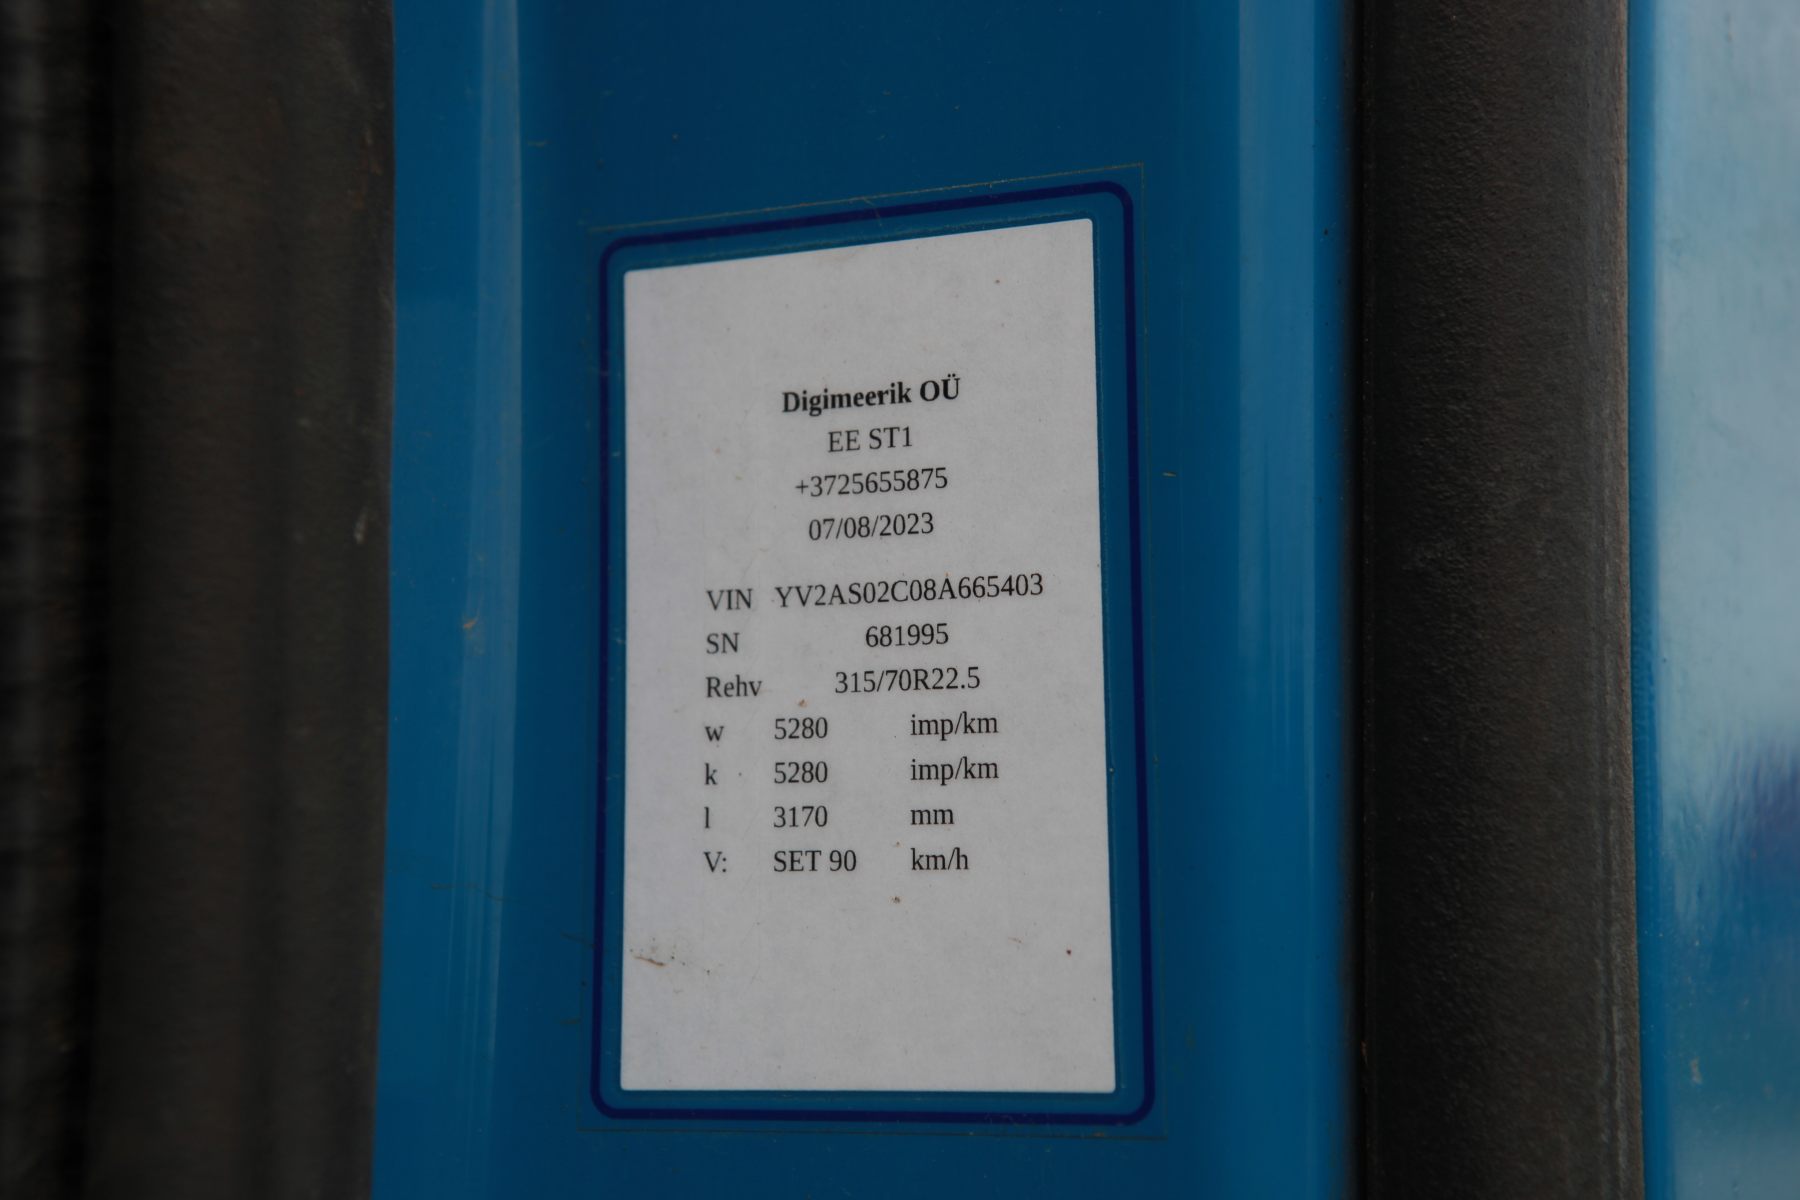 Digimeerik OÜ
EE ST1
+3725655875
07/08/2023
VIN YV2AS02C08A665403
SN 681995
Rehv 315/70R22.5
w 5280 imp/km
k 5280 imp/km
l 3170 mm
V: SET 90 km/h